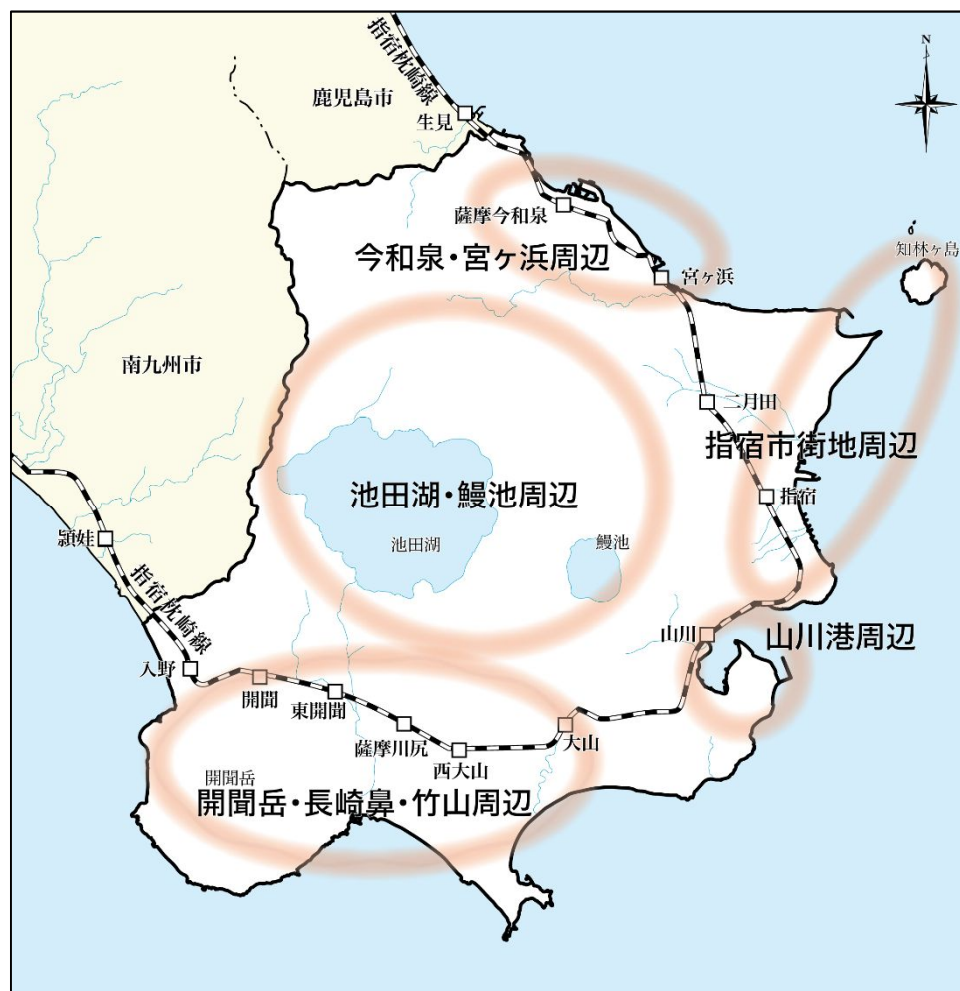 N
指宿枕崎線
鹿児島市
生見
薩摩今和泉
今和泉・宮ヶ浜周辺
宮ヶ浜
知林ヶ島
南九州市
二月田
指宿市街地周辺
指宿
池田湖・鰻池周辺
池田湖
鰻池
頴娃
指宿枕崎線
入野
山川
山川港周辺
開聞
東開聞
薩摩川尻
西大山
大山
開聞岳
開聞岳・長崎鼻・竹山周辺